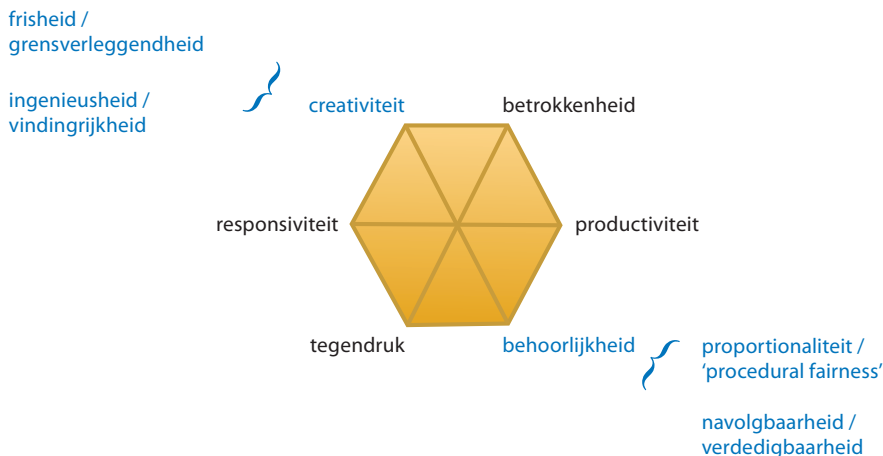 frisheid /
grensverleggendheid
ingenieusheid /
vindingrijkheid
creativiteit
betrokkenheid
responsiviteit
productiviteit
tegendruk
behoorlijkheid
proportionaliteit /
‘procedural fairness’
navolgbaarheid /
verdedigbaarheid